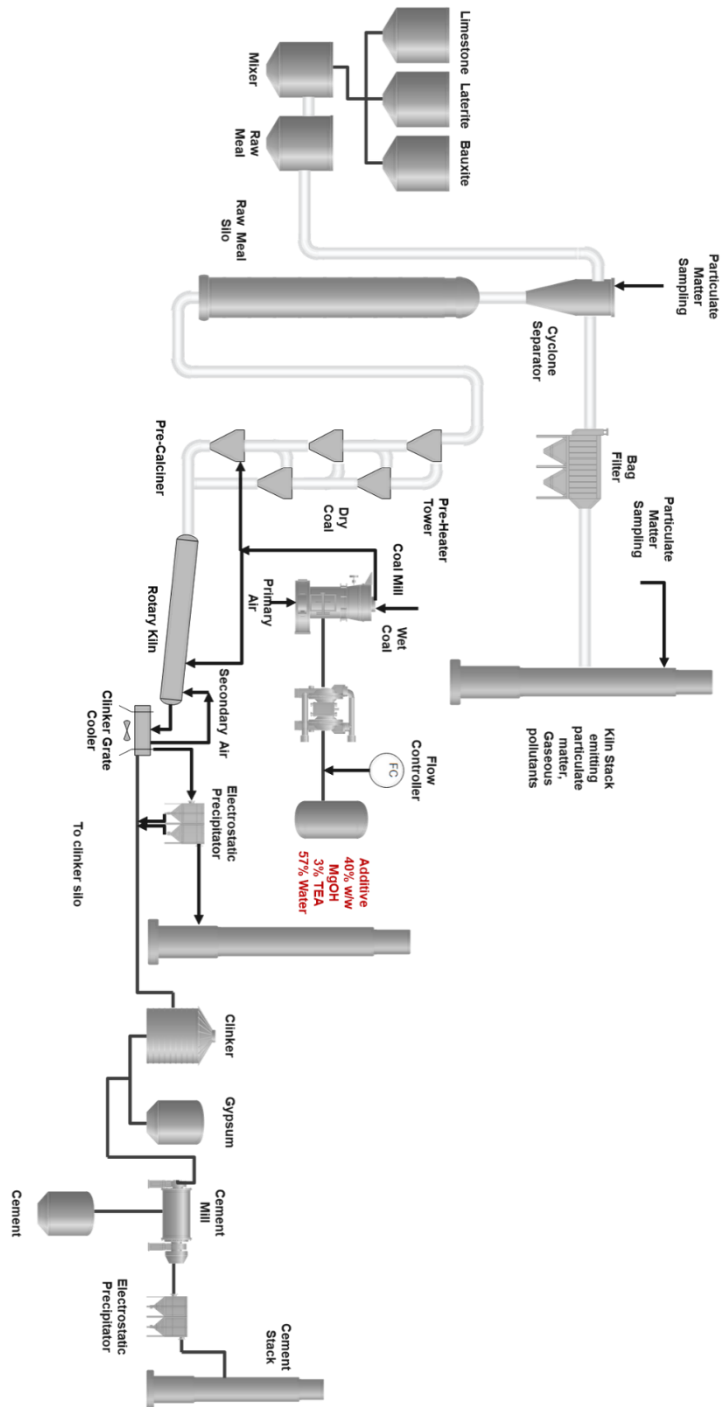 Limestone
Laterite
Bauxite
Mixer
Raw
Meal
Raw Meal
Silo
Particulate
Matter
Sampling
Cyclone
Separator
Bag
Filter
Particulate
Matter
Sampling
Kiln Stack
emitting
particulate
matter,
Gaseous
pollutants
Pre-Calciner
Pre-Heater
Tower
Dry
Coal
Coal Mill
Wet
Coal
Primary
Air
Rotary Kiln
Secondary Air
Clinker Grate
Cooler
Flow
Controller
FC
Additive
40% w/w
MgOH
3% TEA
57% Water
Electrostatic
Precipitator
To clinker silo
Clinker
Gypsum
Cement
Mill
Cement
Electrostatic
Precipitator
Cement
Stack